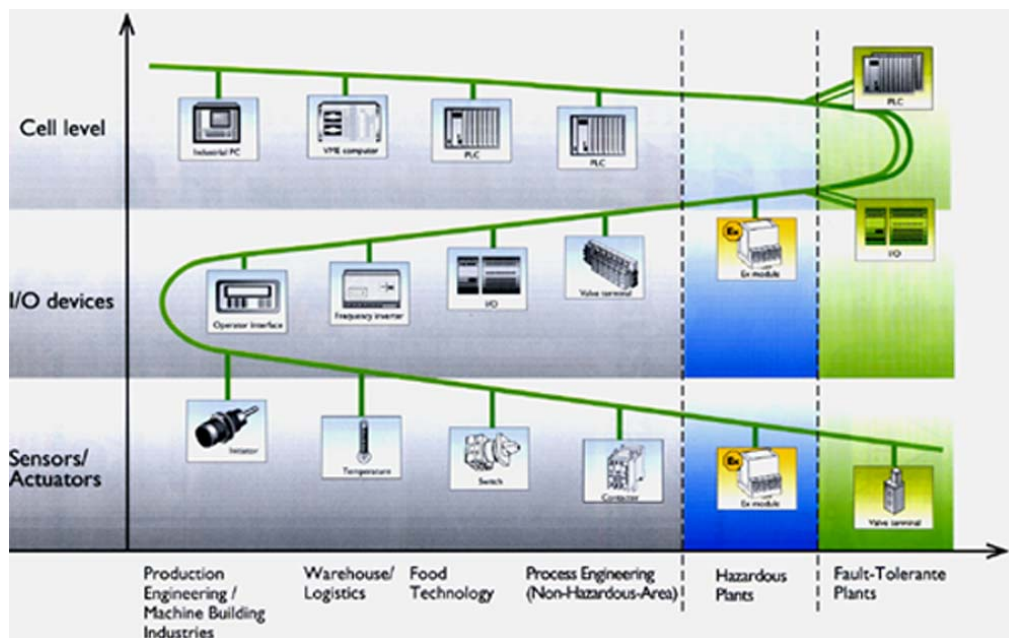 PLC
Cell level
Industrial PC
VME computer
PLC
PLC
Ex
I/O
I/O devices
Operator interface
Frequency inverter
I/O
Valve terminal
Ex module
Sensors/
Actuators
Initiator
Temperature
Switch
Contactor
Ex
Ex module
Valve terminal
Production
Engineering /
Machine Building
Industries
Warehouse/
Logistics
Food
Technology
Process Engineering
(Non-Hazardous-Area)
Hazardous
Plants
Fault-Tolerante
Plants